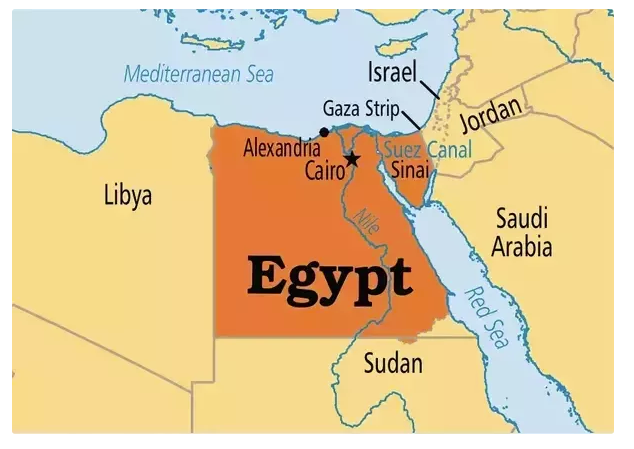 Mediterranean Sea
Israel
Gaza Strip
Jordan
Alexandria
Suez Canal
Cairo
Sinai
Libya
Nile
Saudi
Arabia
Egypt
Red Sea
Sudan